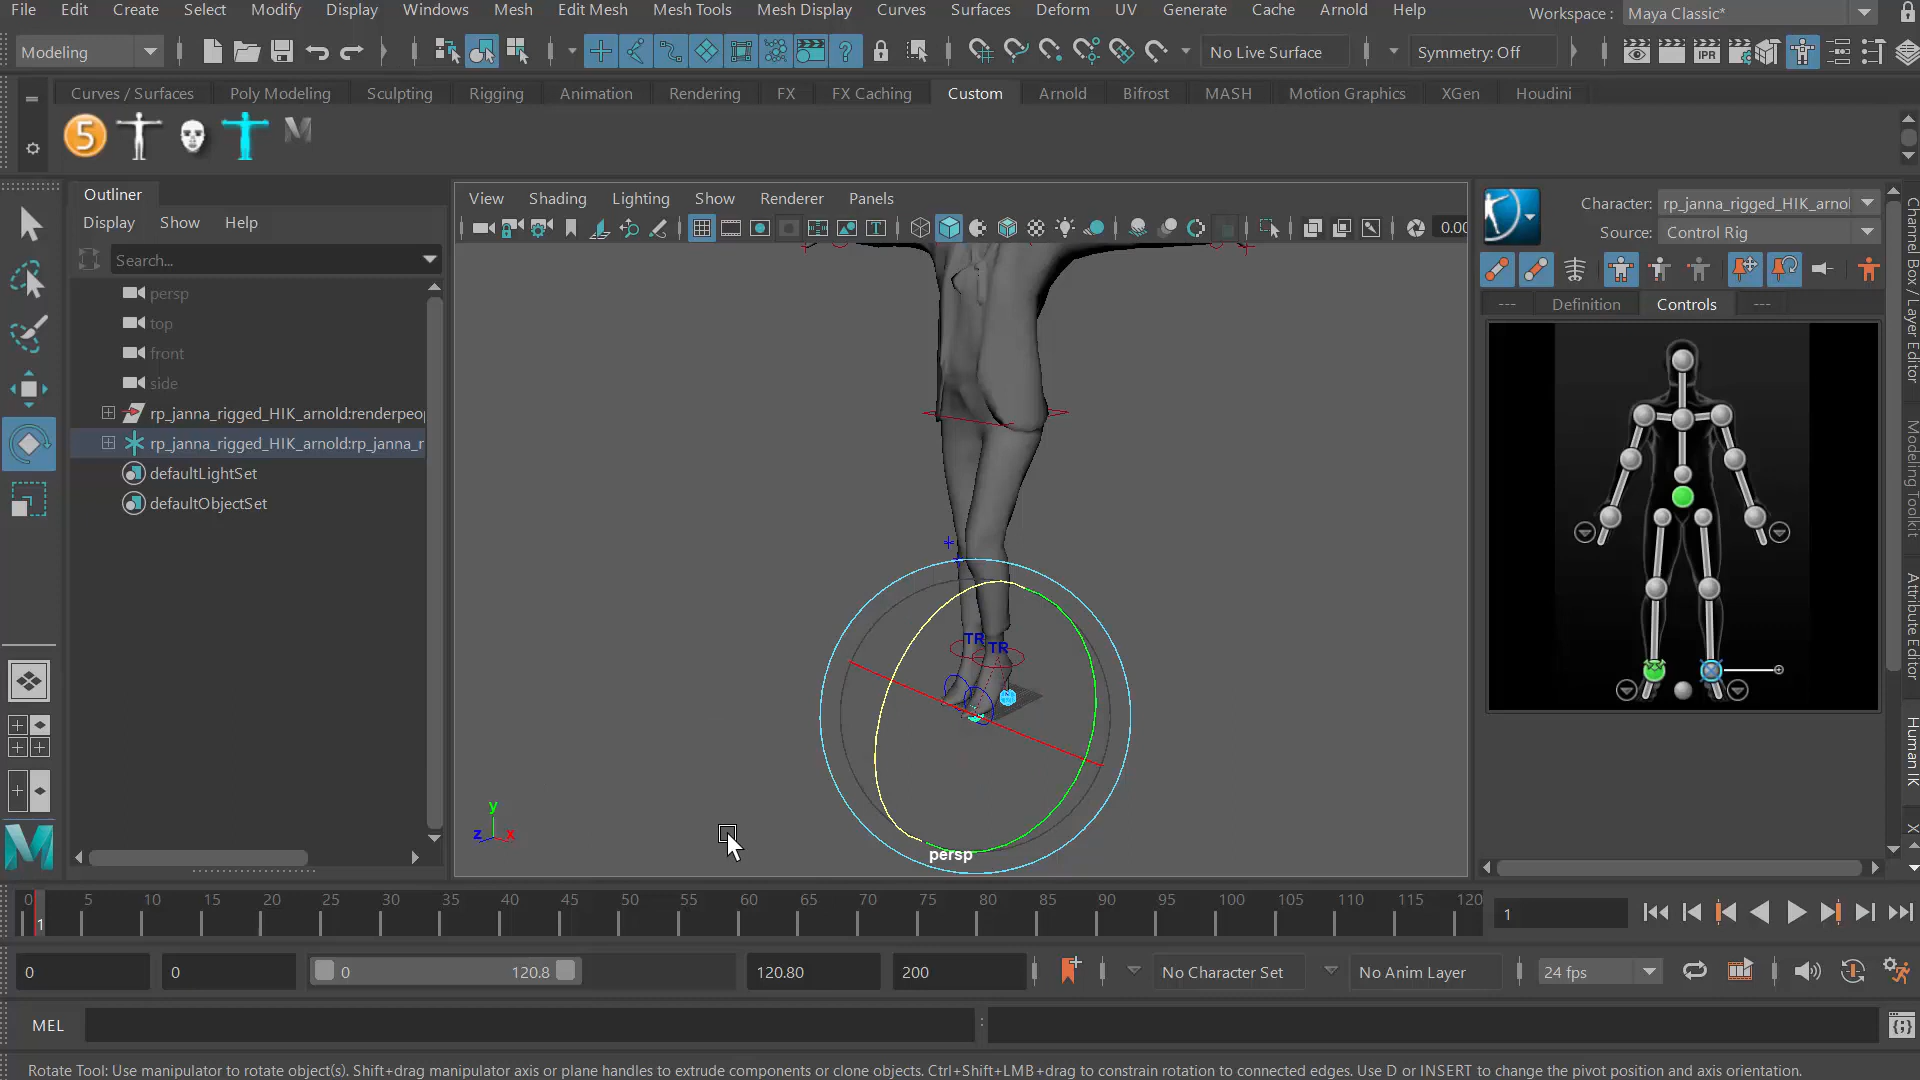 File Edit Create Select Modify Display Windows Mesh Edit Mesh Mesh Tools Mesh Display Curves Surfaces Deform UV Generate Cache Arnold Help Workspace : Maya Classic*
Modeling No Live Surface Symmetry: Off IPR
Curves / Surfaces Poly Modeling Sculpting Rigging Animation Rendering FX FX Caching Custom Arnold Bifrost MASH Motion Graphics XGen Houdini
5
Outliner
Display Show Help
Search...
persp
top
front
side
rp_janna_rigged_HIK_arnold:renderpeo
rp_janna_rigged_HIK_arnold:rp_janna_r
defaultLightSet
defaultObjectSet
View Shading Lighting Show Renderer Panels
0.00
TR
TR
y
z x
persp
Character: rp_janna_rigged_HIK_arnol
Source: Control Rig
--- Definition Controls ---
Channel Box / Layer Editor
Modeling Toolkit
Attribute Editor
Human IK
X
0 5 10 15 20 25 30 35 40 45 50 55 60 65 70 75 80 85 90 95 100 105 110 115 120
1
1
0 0 0 120.8 120.80 200 No Character Set No Anim Layer 24 fps
MEL
Rotate Tool: Use manipulator to rotate object(s). Shift+drag manipulator axis or plane handles to extrude components or clone objects. Ctrl+Shift+LMB+drag to constrain rotation to connected edges. Use D or INSERT to change the pivot position and axis orientation.